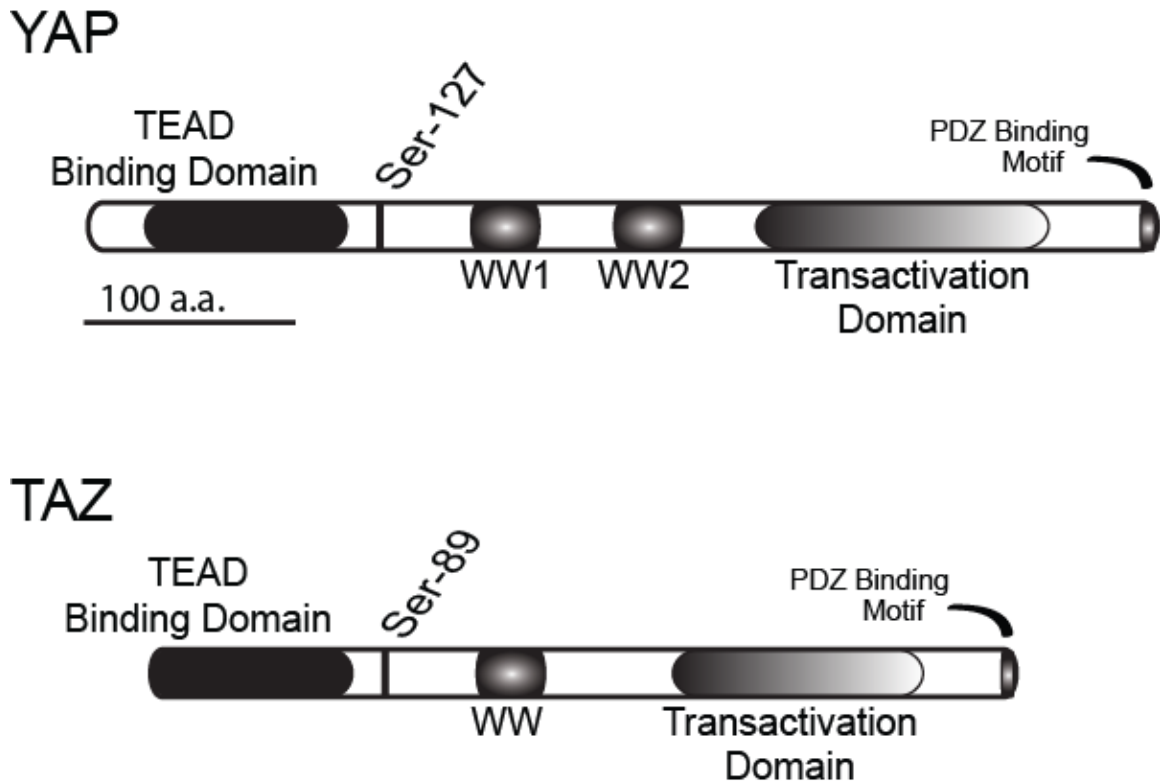 YAP
TEAD
Binding Domain
Ser-127
PDZ Binding
Motif
WW1
WW2
Transactivation
Domain
100 a.a.
TAZ
TEAD
Binding Domain
Ser-89
PDZ Binding
Motif
WW
Transactivation
Domain